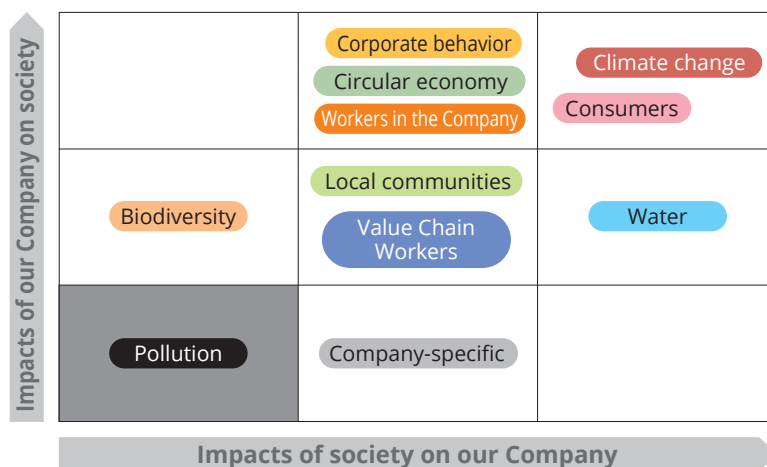 Impacts of our Company on society
Corporate behavior
Circular economy
Workers in the Company
Climate change
Consumers
Biodiversity
Local communities
Value Chain
Workers
Water
Pollution
Company-specific
Impacts of society on our Company